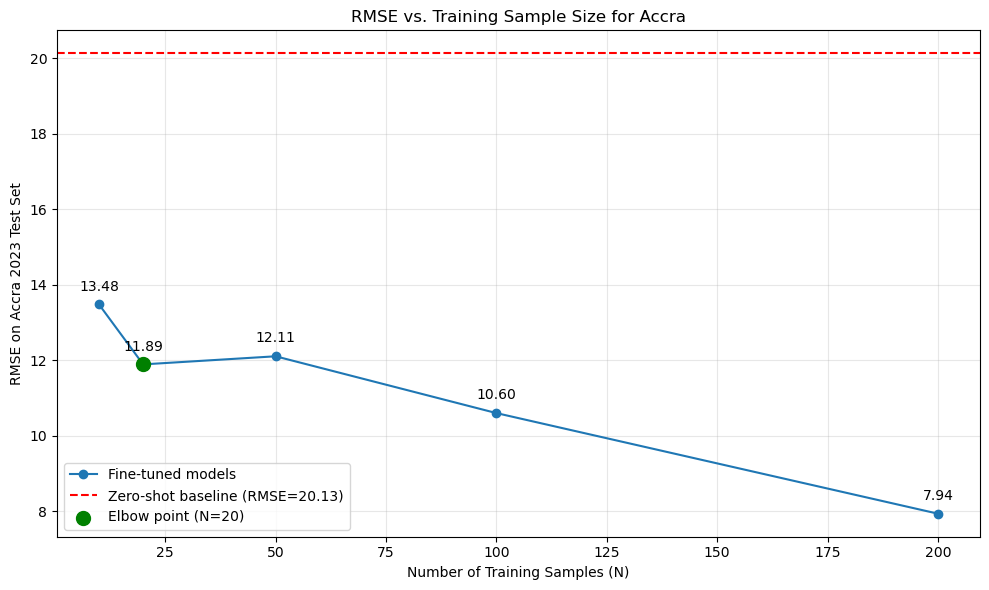 RMSE vs. Training Sample Size for Accra
RMSE on Accra 2023 Test Set
20
18
16
14
12
10
8
13.48
11.89
12.11
10.60
7.94
Fine-tuned models
Zero-shot baseline (RMSE=20.13)
Elbow point (N=20)
25 50 75 100 125 150 175 200
Number of Training Samples (N)